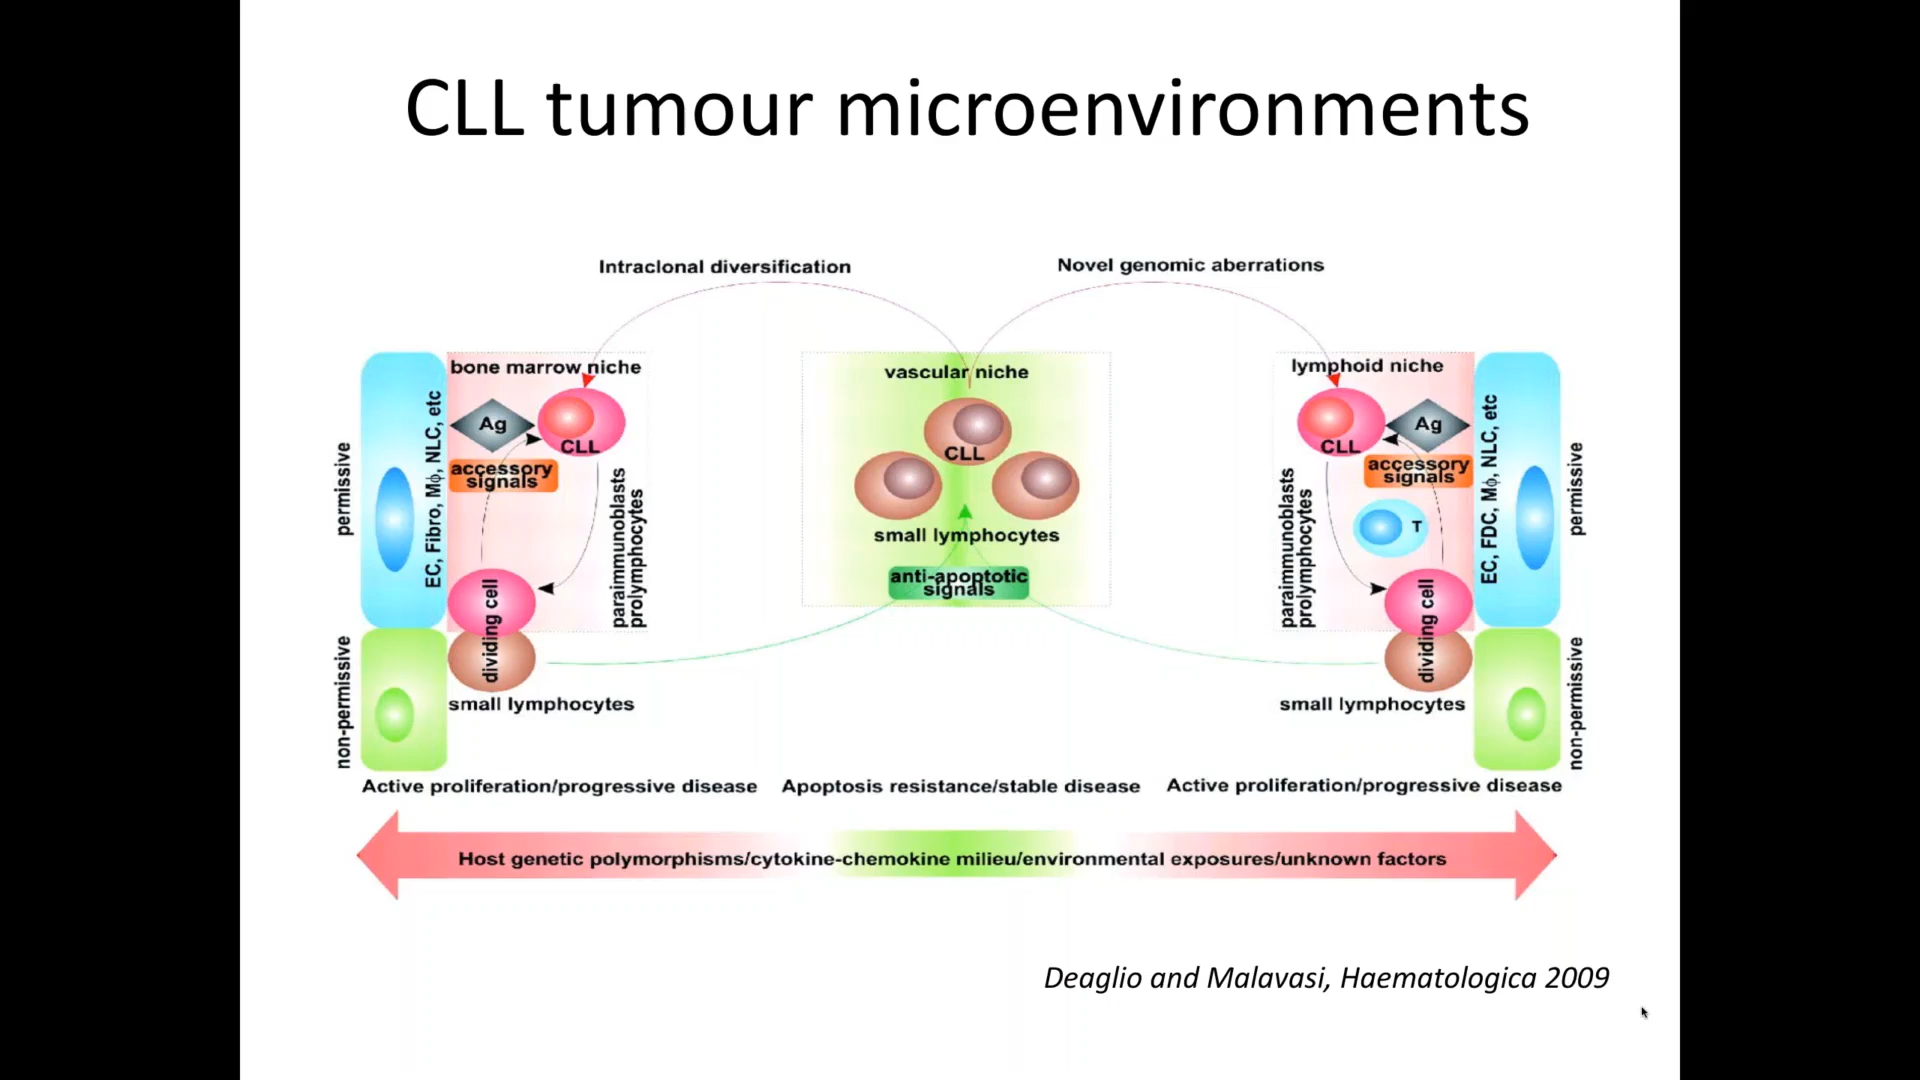 CLL tumour microenvironments
Intraclonal diversification
Novel genomic aberrations
permissive
non-permissive
EC, Fibro, Mϕ, NLC, etc
bone marrow niche
Ag
CLL
accessory
signals
paraimmunoblasts
prolymphocytes
dividing cell
small lymphocytes
vascular niche
CLL
small lymphocytes
anti-apoptotic
signals
lymphoid niche
CLL
Ag
accessory
signals
T
paraimmunoblasts
prolymphocytes
dividing cell
small lymphocytes
EC, FDC, Mϕ, NLC, etc
permissive
non-permissive
Active proliferation/progressive disease
Apoptosis resistance/stable disease
Active proliferation/progressive disease
Host genetic polymorphisms/cytokine-chemokine milieu/environmental exposures/unknown factors
Deaglio and Malavasi, Haematologica 2009